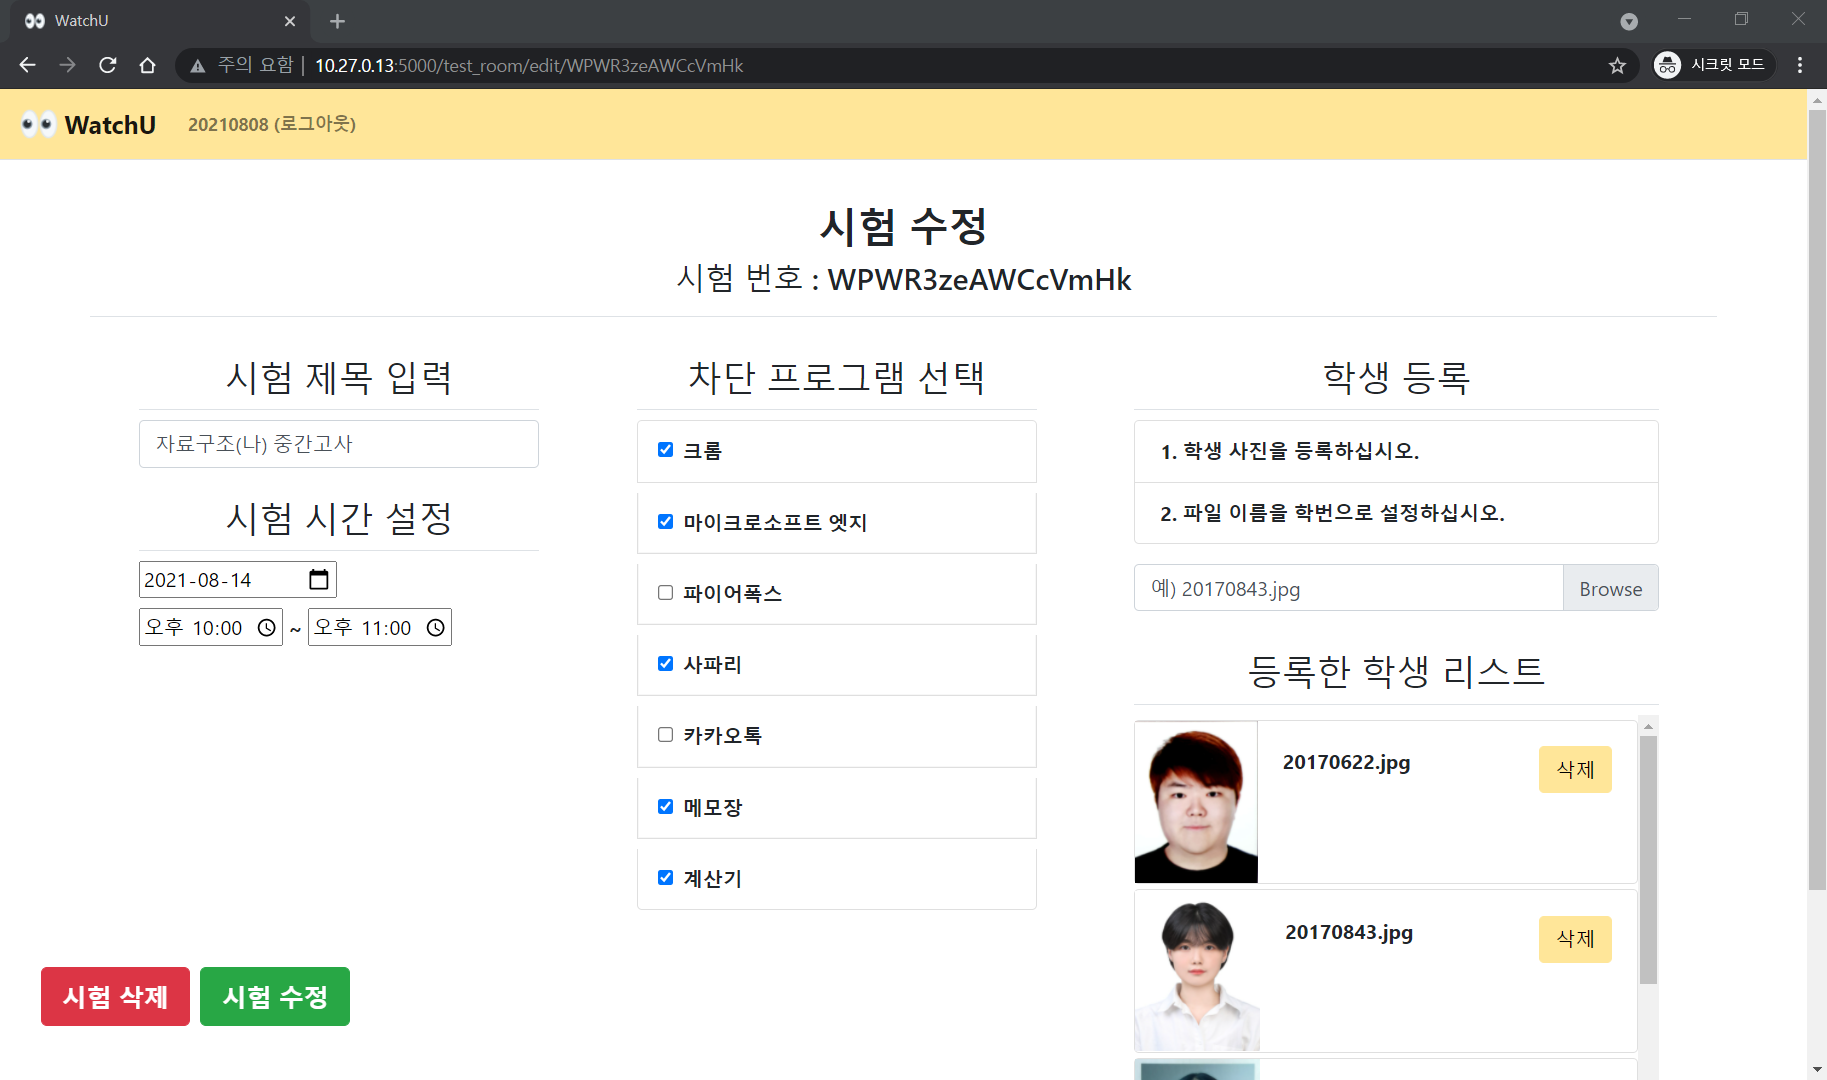 WatchU
주의 요함 | 10.27.0.13:5000/test_room/edit/WPWR3zeAWCcVmHk
시크릿 모드
WatchU 20210808 (로그아웃)
시험 수정
시험 번호 : WPWR3zeAWCcVmHk
시험 제목 입력
자료구조(나) 중간고사
시험 시간 설정
2021-08-14
오후 10:00 ~ 오후 11:00
차단 프로그램 선택
크롬
마이크로소프트 엣지
파이어폭스
사파리
카카오톡
메모장
계산기
학생 등록
1. 학생 사진을 등록하십시오.
2. 파일 이름을 학번으로 설정하십시오.
예) 20170843.jpg Browse
등록한 학생 리스트
20170622.jpg 삭제
20170843.jpg 삭제
시험 삭제 시험 수정